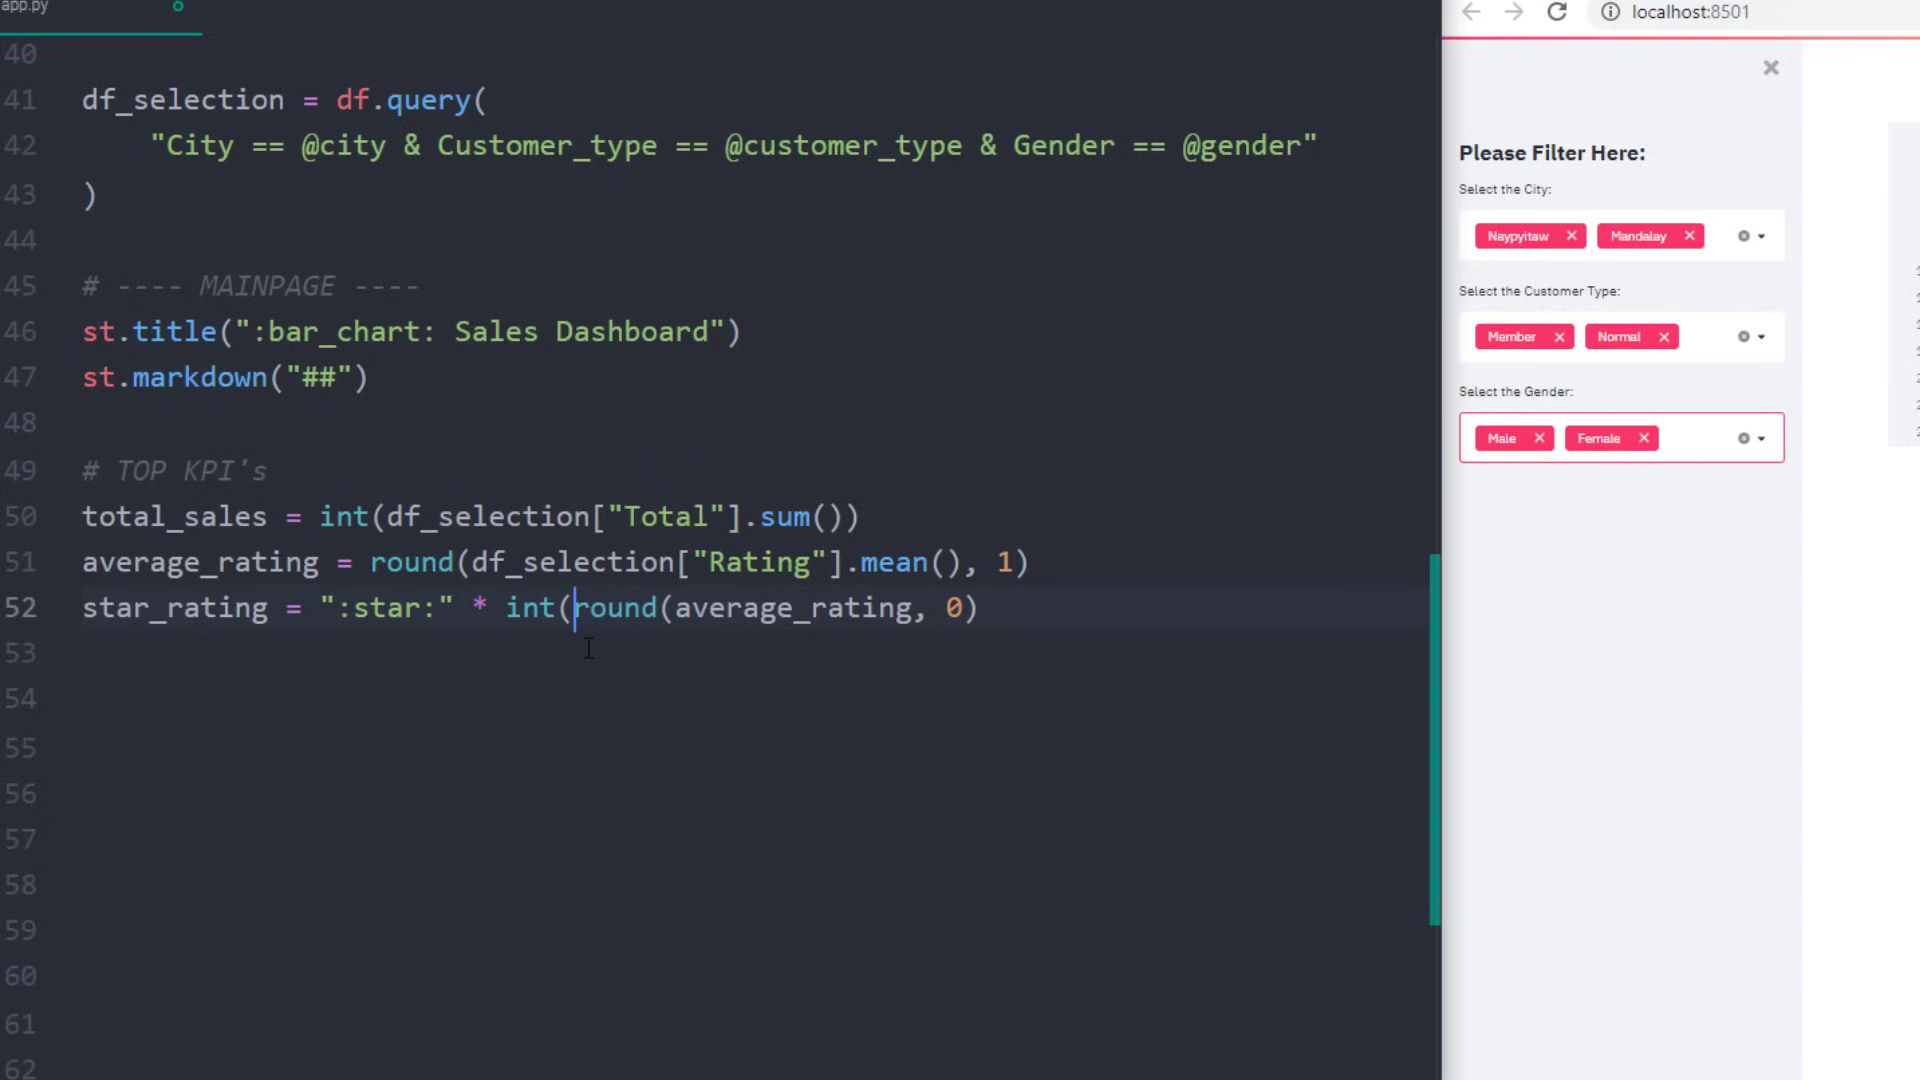 app.py
40
41 df_selection = df.query(
42 "City == @city & Customer_type == @customer_type & Gender == @gender"
43 )
44
45 # ---- MAINPAGE ----
46 st.title(":bar_chart: Sales Dashboard")
47 st.markdown("##")
48
49 # TOP KPI's
50 total_sales = int(df_selection["Total"].sum())
51 average_rating = round(df_selection["Rating"].mean(), 1)
52 star_rating = ":star:" * int(round(average_rating, 0)
53
54
55
56
57
58
59
60
61
62
localhost:8501
Please Filter Here:
Select the City:
Naypyitaw Mandalay
Select the Customer Type:
Member Normal
Select the Gender:
Male Female